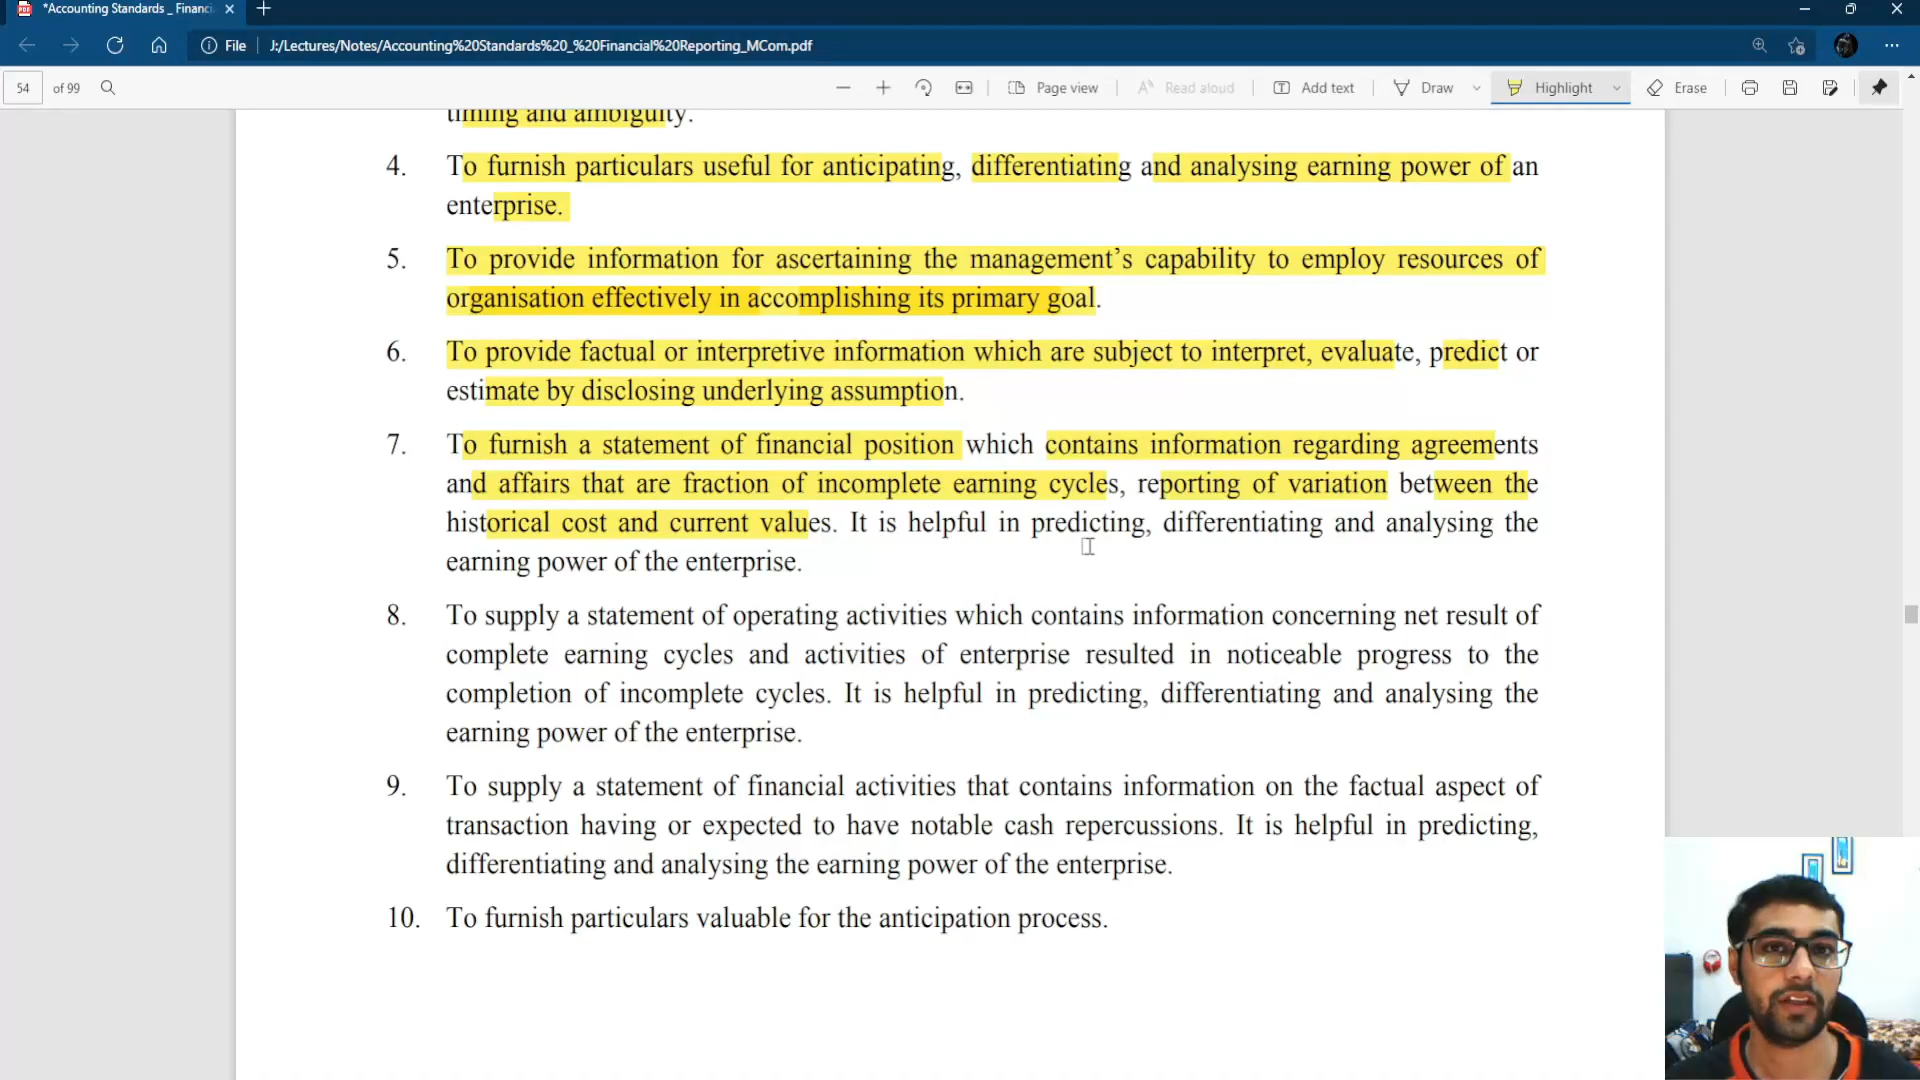 *Accounting Standards _ Financi
File
J:/Lectures/Notes/Accounting%20Standards%20_%20Financial%20Reporting_MCom.pdf
54 of 99
Page view
Read aloud
Add text
Draw
Highlight
Erase
timing and ambiguity.
4. To furnish particulars useful for anticipating, differentiating and analysing earning power of an
enterprise.
5. To provide information for ascertaining the management’s capability to employ resources of
organisation effectively in accomplishing its primary goal.
6. To provide factual or interpretive information which are subject to interpret, evaluate, predict or
estimate by disclosing underlying assumption.
7. To furnish a statement of financial position which contains information regarding agreements
and affairs that are fraction of incomplete earning cycles, reporting of variation between the
historical cost and current values. It is helpful in predicting, differentiating and analysing the
earning power of the enterprise.
8. To supply a statement of operating activities which contains information concerning net result of
complete earning cycles and activities of enterprise resulted in noticeable progress to the
completion of incomplete cycles. It is helpful in predicting, differentiating and analysing the
earning power of the enterprise.
9. To supply a statement of financial activities that contains information on the factual aspect of
transaction having or expected to have notable cash repercussions. It is helpful in predicting,
differentiating and analysing the earning power of the enterprise.
10. To furnish particulars valuable for the anticipation process.